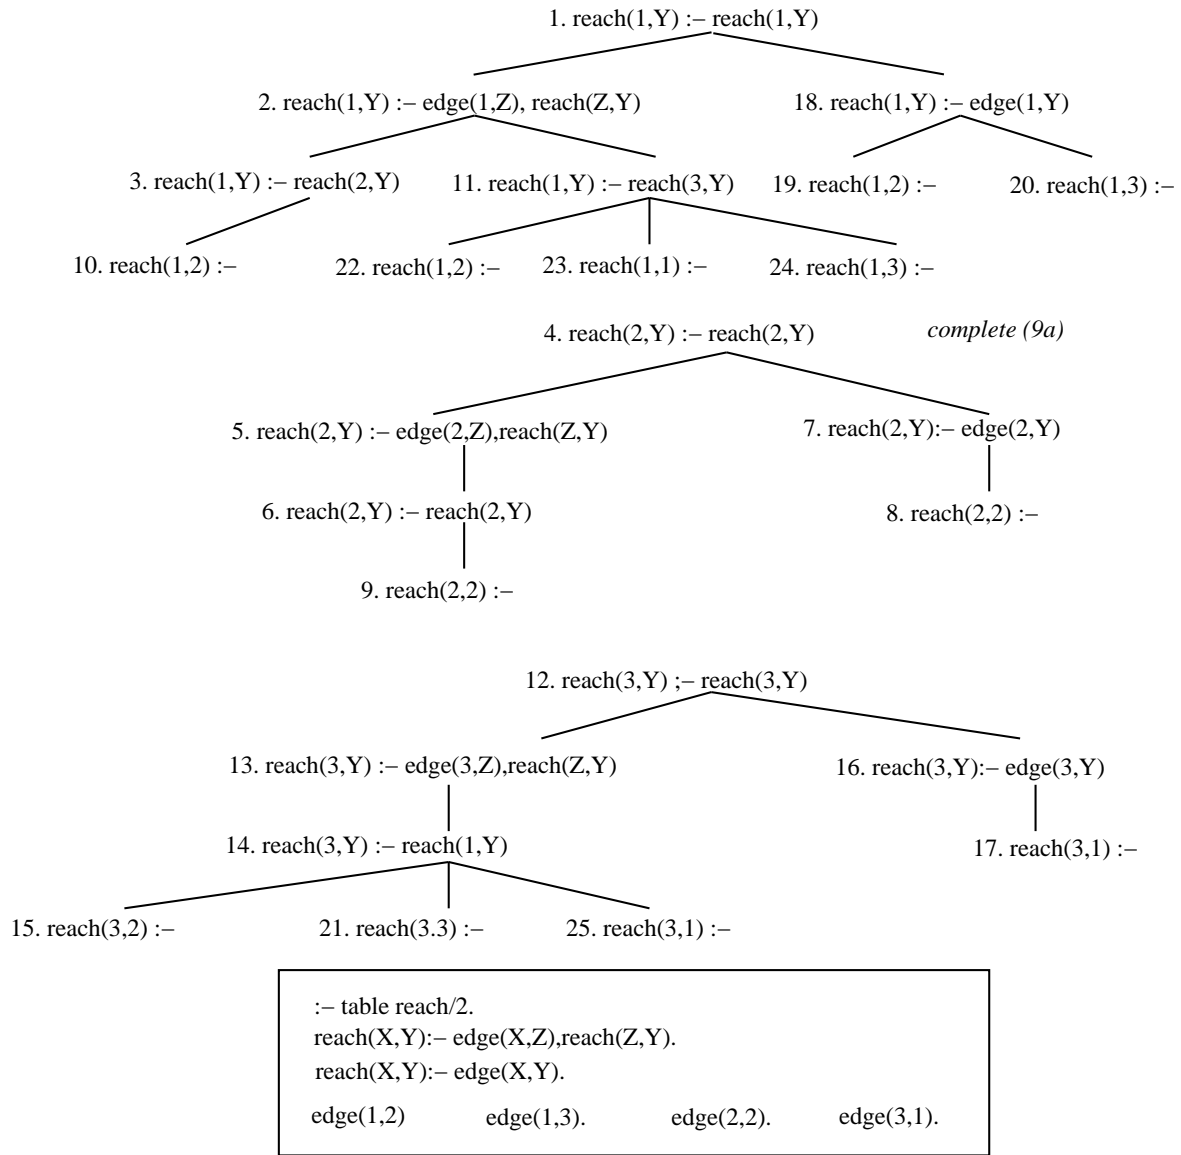 1. reach(1,Y) :– reach(1,Y)
2. reach(1,Y) :– edge(1,Z), reach(Z,Y)
18. reach(1,Y) :– edge(1,Y)
3. reach(1,Y) :– reach(2,Y)
11. reach(1,Y) :– reach(3,Y)
19. reach(1,2) :–
20. reach(1,3) :–
10. reach(1,2) :–
22. reach(1,2) :–
23. reach(1,1) :–
24. reach(1,3) :–
4. reach(2,Y) :– reach(2,Y)
complete (9a)
5. reach(2,Y) :– edge(2,Z),reach(Z,Y)
7. reach(2,Y):– edge(2,Y)
6. reach(2,Y) :– reach(2,Y)
8. reach(2,2) :–
9. reach(2,2) :–
12. reach(3,Y) ;– reach(3,Y)
13. reach(3,Y) :– edge(3,Z),reach(Z,Y)
16. reach(3,Y):– edge(3,Y)
14. reach(3,Y) :– reach(1,Y)
17. reach(3,1) :–
15. reach(3,2) :–
21. reach(3.3) :–
25. reach(3,1) :–
:– table reach/2.
reach(X,Y):– edge(X,Z),reach(Z,Y).
reach(X,Y):– edge(X,Y).
edge(1,2) edge(1,3). edge(2,2). edge(3,1).